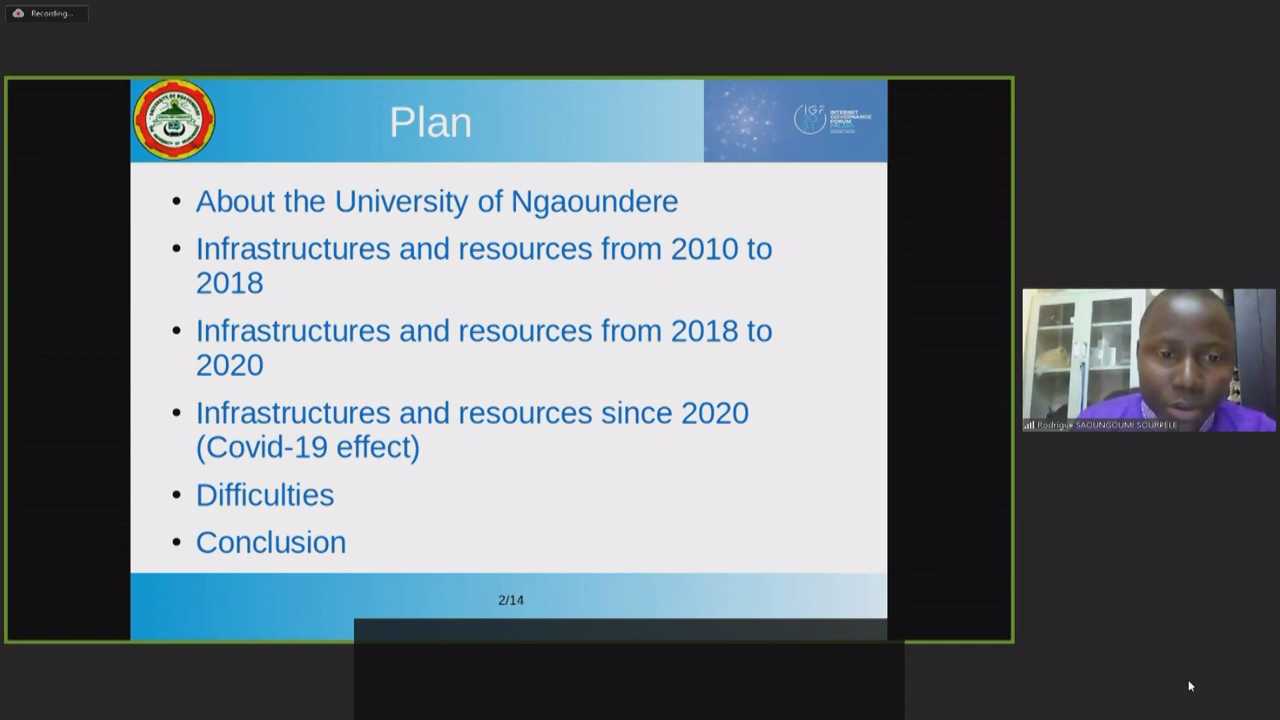 Recording...
Plan
IGF
INTERNET
GOVERNANCE
FORUM
• About the University of Ngaoundere
• Infrastructures and resources from 2010 to
2018
• Infrastructures and resources from 2018 to
2020
• Infrastructures and resources since 2020
(Covid-19 effect)
• Difficulties
• Conclusion
2/14
Rodrigue SAOUNGOUMI SOURPELE